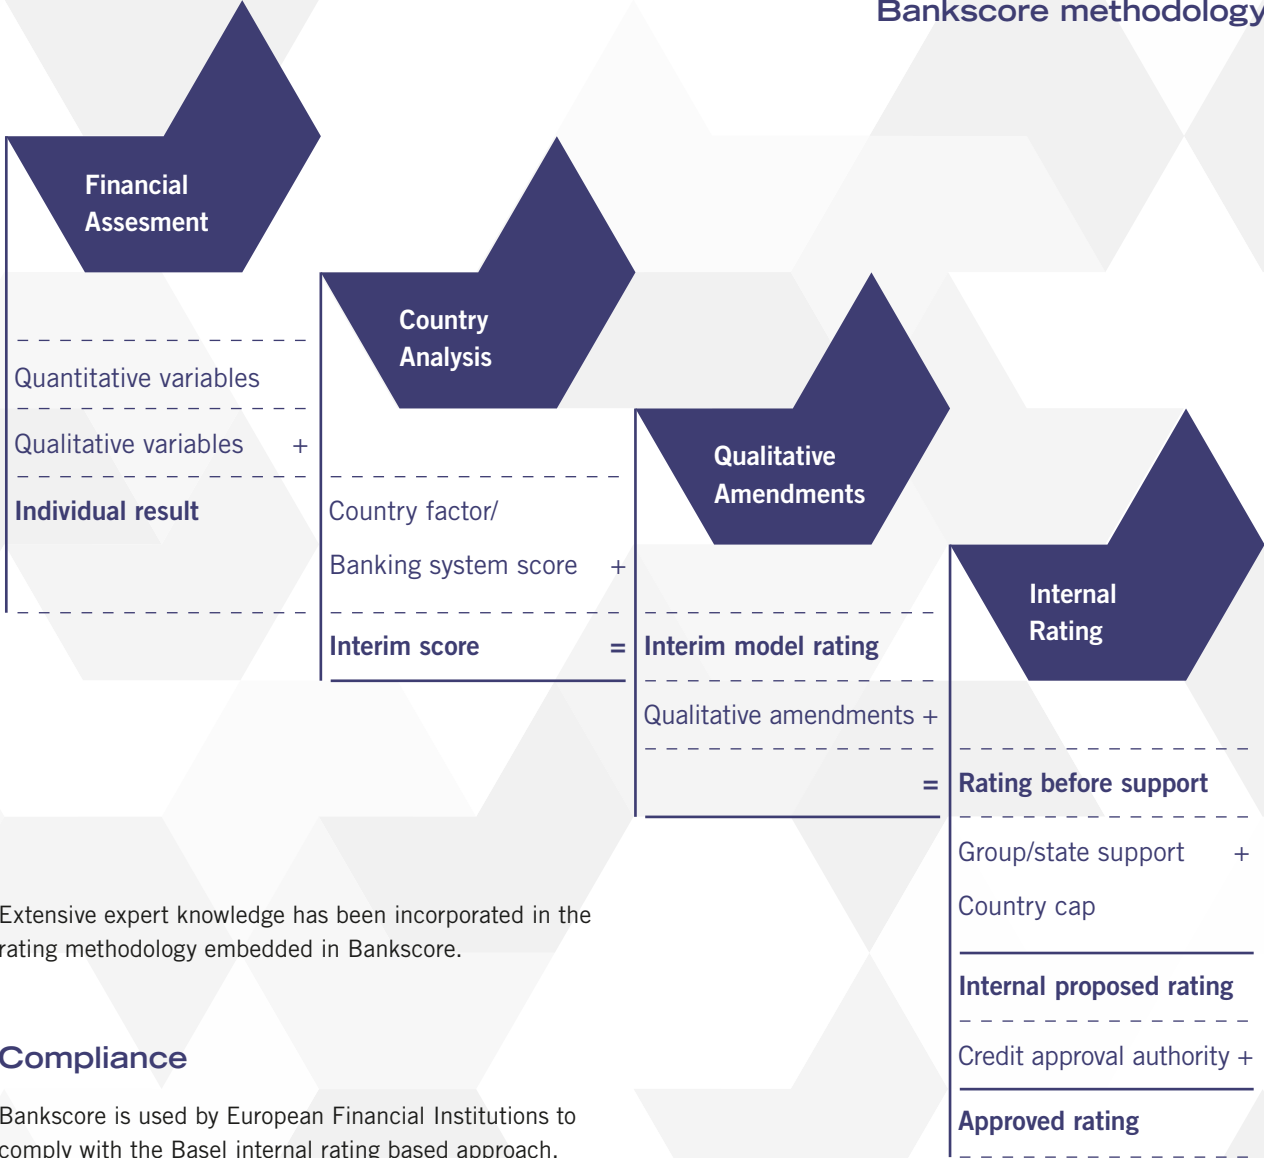 Bankscore methodology
Financial
Assesment
Quantitative variables
Qualitative variables +
Individual result
Country
Analysis
Country factor/
Banking system score +
Interim score =
Qualitative
Amendments
Interim model rating
Qualitative amendments +
=
Internal
Rating
Rating before support
Group/state support +
Country cap
Internal proposed rating
Credit approval authority +
Approved rating
Extensive expert knowledge has been incorporated in the
rating methodology embedded in Bankscore.
Compliance
Bankscore is used by European Financial Institutions to
comply with the Basel internal rating based approach.